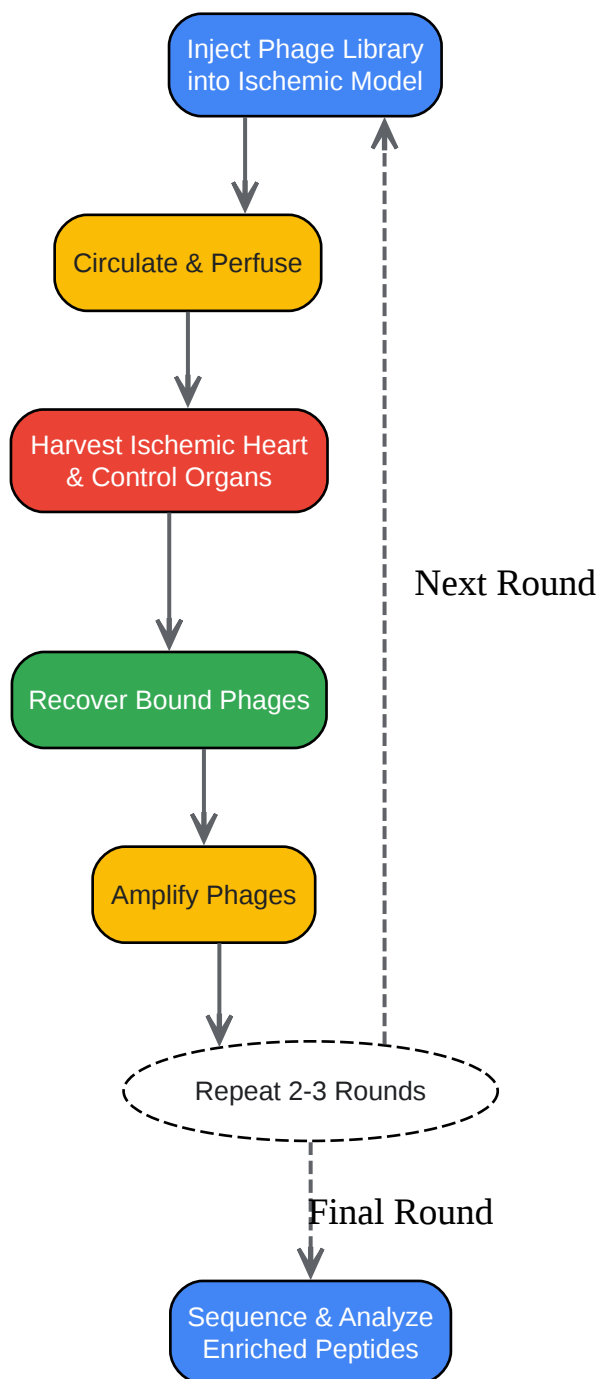 Inject Phage Library
into Ischemic Model
Circulate & Perfuse
Harvest Ischemic Heart
& Control Organs
Next Round
Recover Bound Phages
Amplify Phages
Repeat 2-3 Rounds
Final Round
Sequence & Analyze
Enriched Peptides